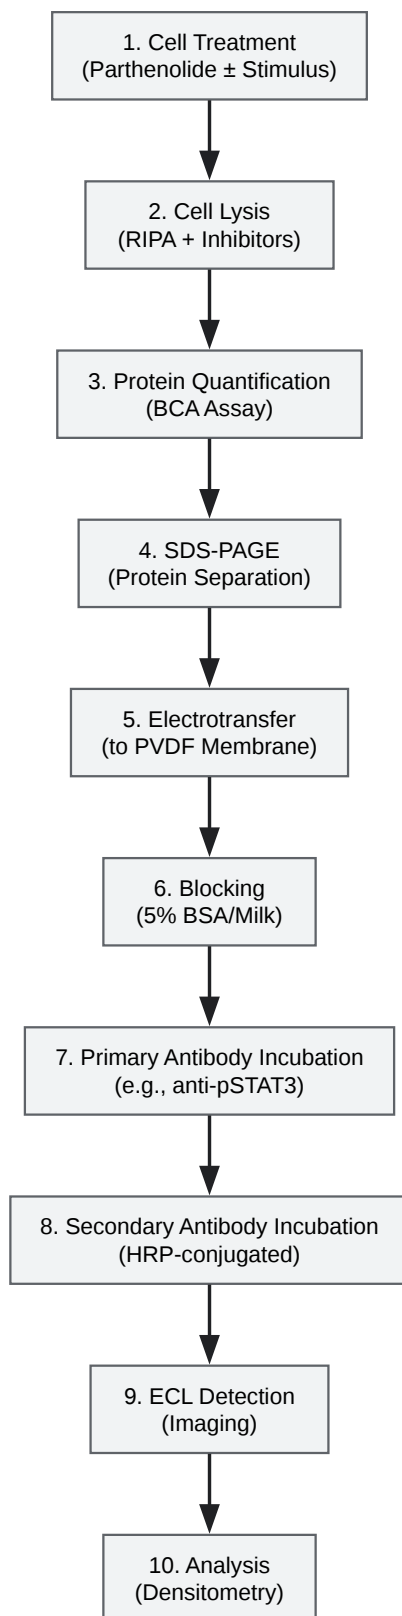 1. Cell Treatment
(Parthenolide ± Stimulus)
2. Cell Lysis
(RIPA + Inhibitors)
3. Protein Quantification
(BCA Assay)
4. SDS-PAGE
(Protein Separation)
5. Electrotransfer
(to PVDF Membrane)
6. Blocking
(5% BSA/Milk)
7. Primary Antibody Incubation
(e.g., anti-pSTAT3)
8. Secondary Antibody Incubation
(HRP-conjugated)
9. ECL Detection
(Imaging)
10. Analysis
(Densitometry)